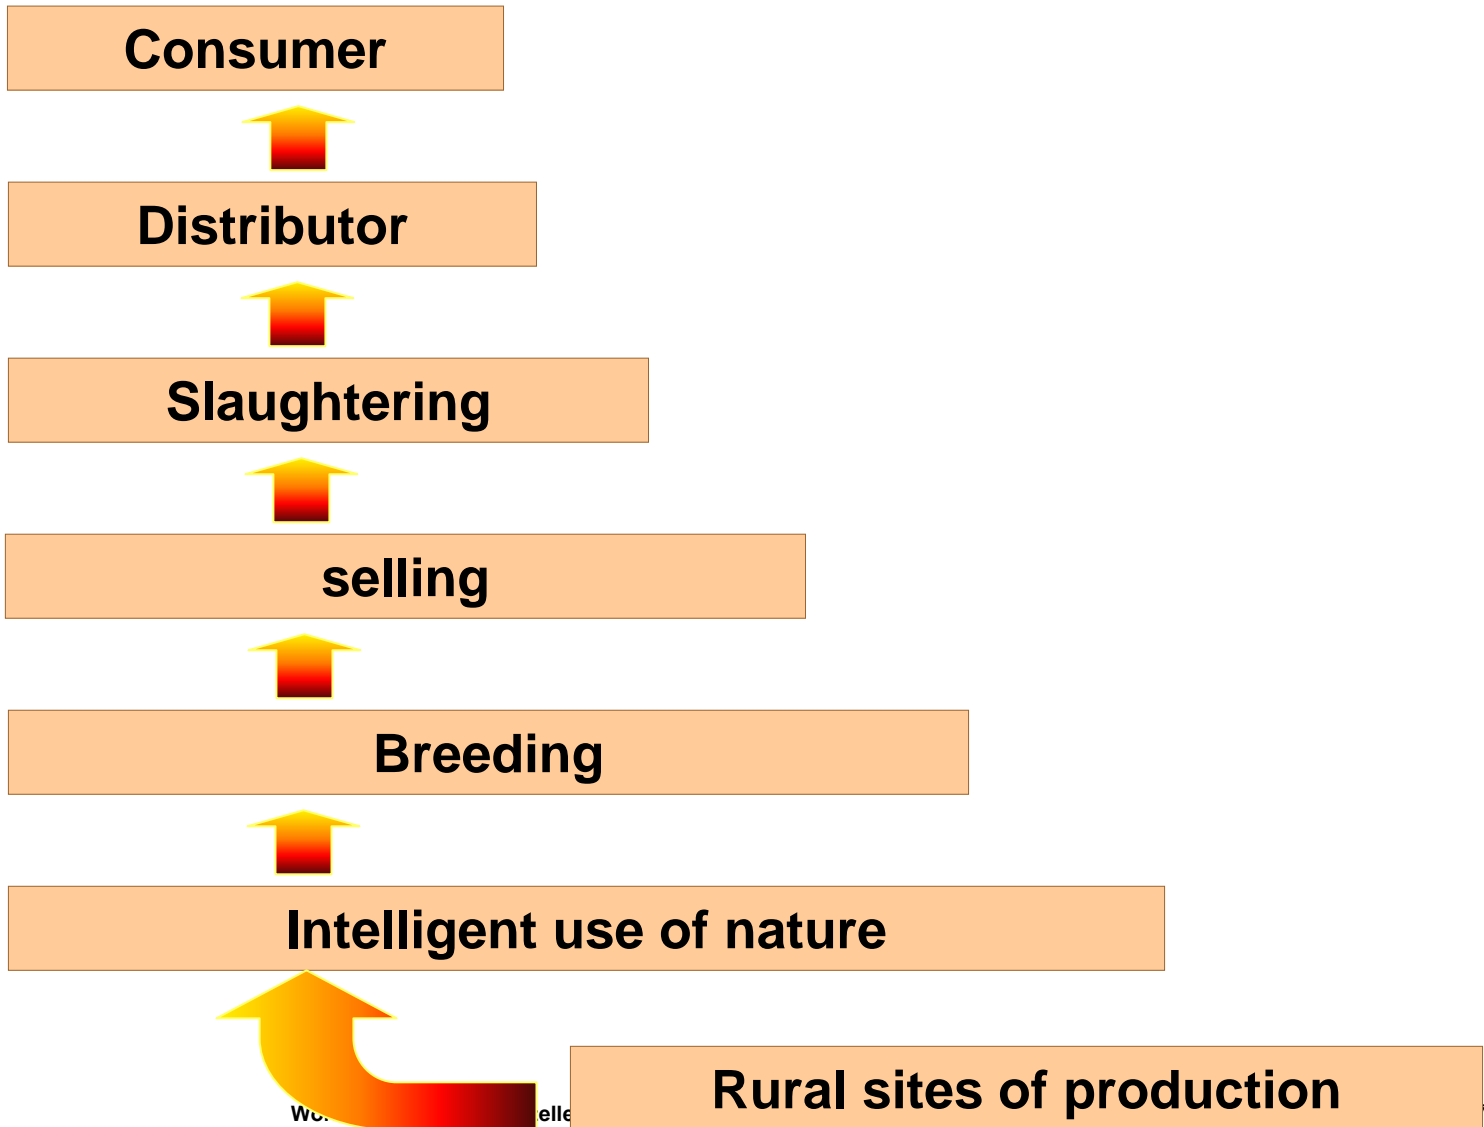 Consumer
Distributor
Slaughtering
selling
Breeding
Intelligent use of nature
Rural sites of production